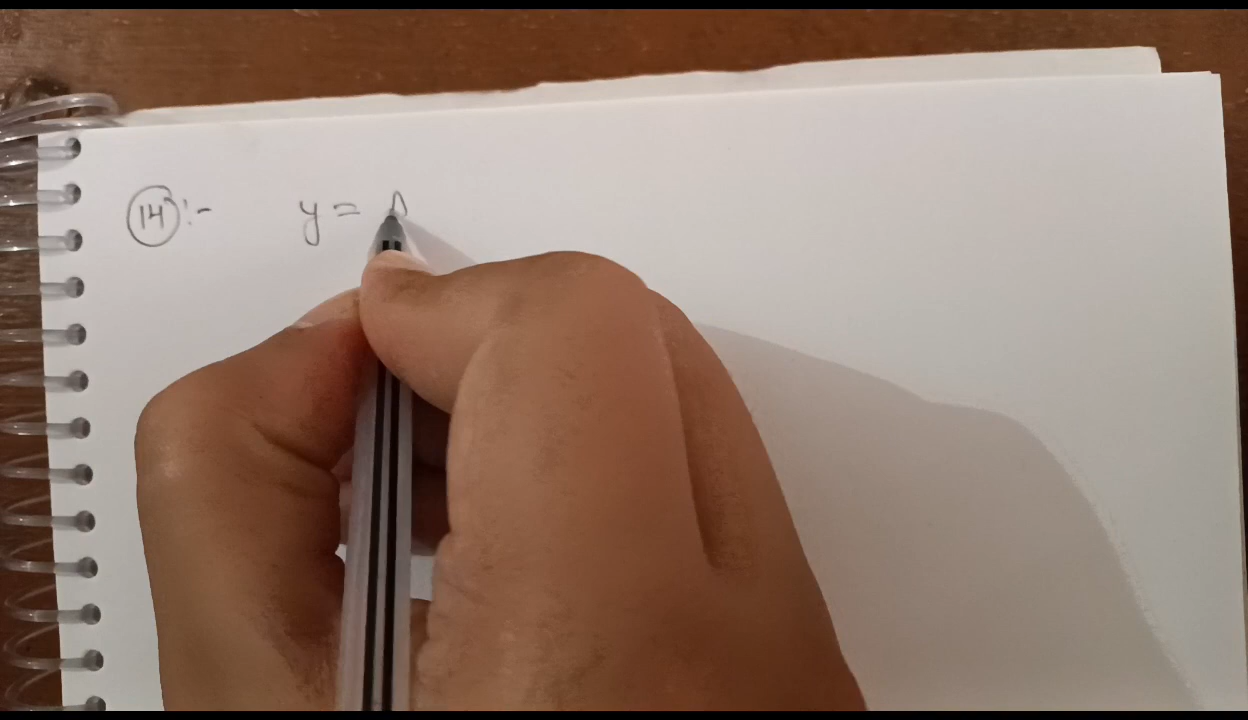 14:- y = A